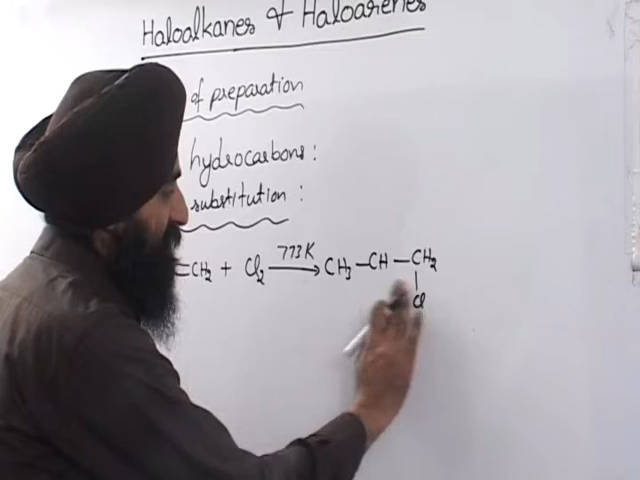 Haloalkanes & Haloarenes
of preparation
hydrocarbons:
substitution:
=CH₂ + Cl₂ 773K → CH₃ — CH — CH₂
|
Cl